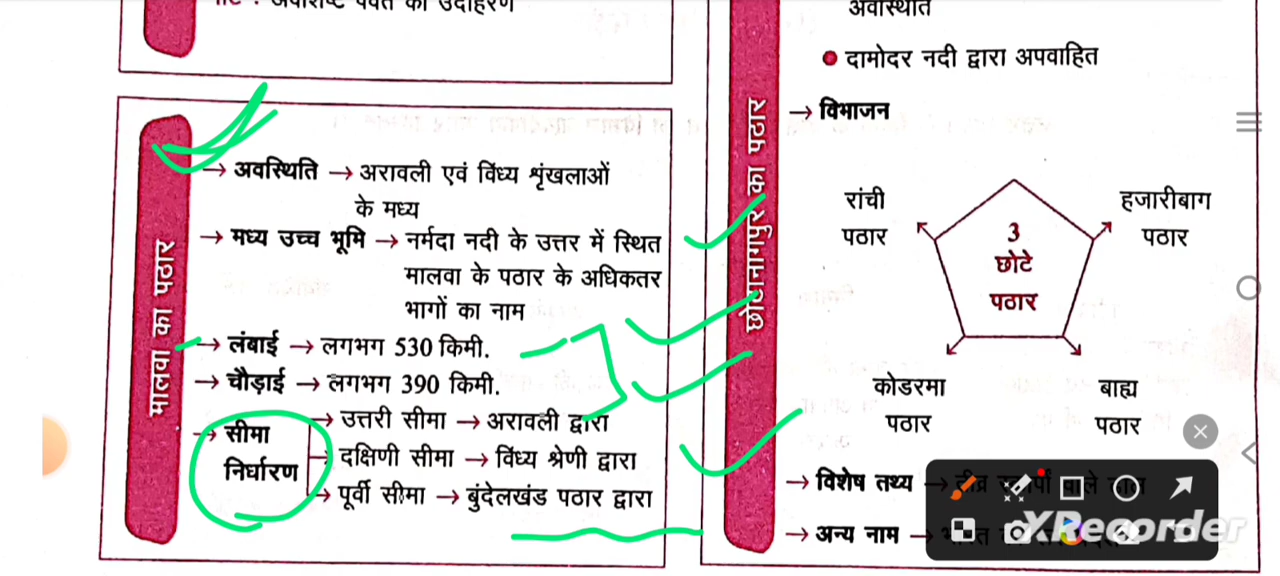 नोट : अवशिष्ट पर्वत का उदाहरण
मालवा का पठार
→ अवस्थिति → अरावली एवं विंध्य शृंखलाओं
के मध्य
→ मध्य उच्च भूमि → नर्मदा नदी के उत्तर में स्थित
मालवा के पठार के अधिकतर
भागों का नाम
→ लंबाई → लगभग 530 किमी.
→ चौड़ाई → लगभग 390 किमी.
→ सीमा
निर्धारण
→ उत्तरी सीमा → अरावली द्वारा
→ दक्षिणी सीमा → विंध्य श्रेणी द्वारा
→ पूर्वी सीमा → बुंदेलखंड पठार द्वारा
छोटानागपुर का पठार
अवस्थिति
● दामोदर नदी द्वारा अपवाहित
→ विभाजन
रांची
पठार
हजारीबाग
पठार
3
छोटे
पठार
कोडरमा
पठार
बाह्य
पठार
→ विशेष तथ्य →
→ अन्य नाम →
XRecorder